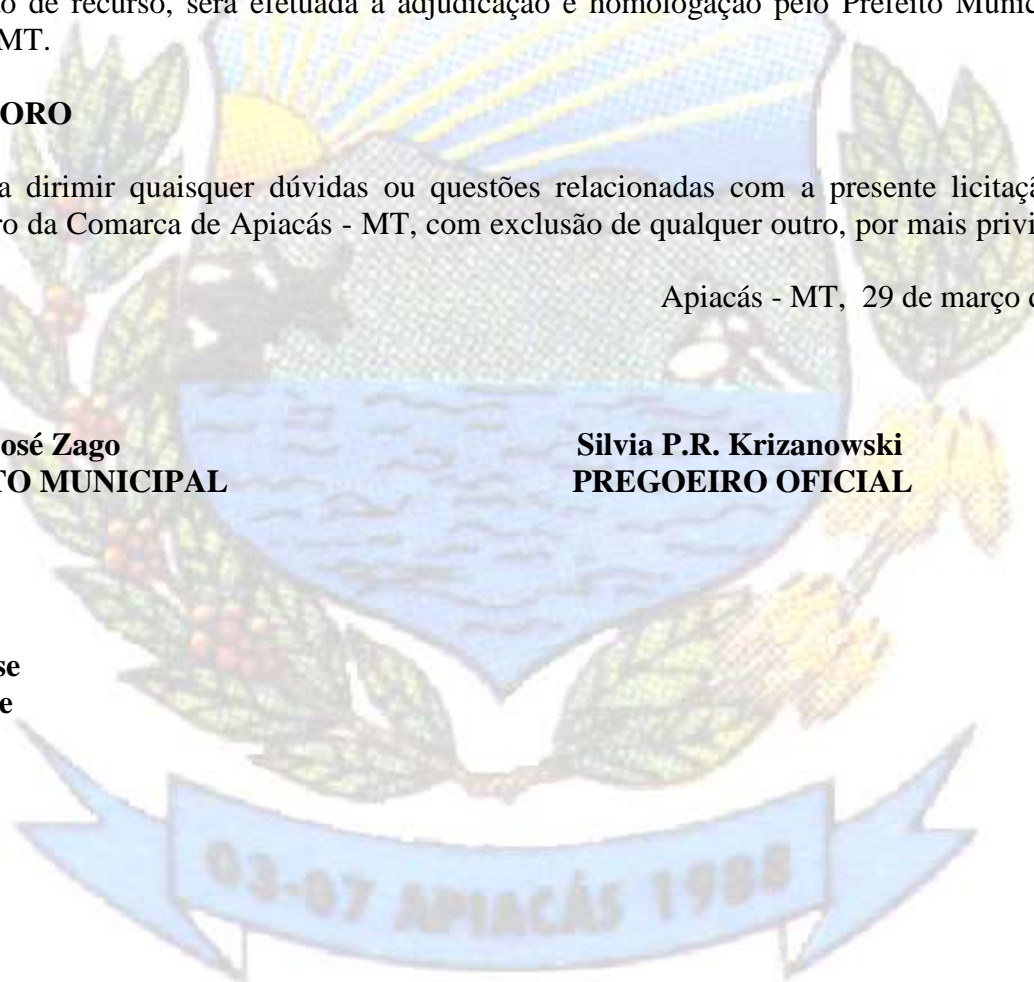 o de recurso, será efetuada a adjudicação e homologação pelo Prefeito Munic
MT.
ORO
a dirimir quaisquer dúvidas ou questões relacionadas com a presente licitaç
ro da Comarca de Apiacás - MT, com exclusão de qualquer outro, por mais privi
Apiacás - MT, 29 de março
osé Zago Silvia P.R. Krizanowski
TO MUNICIPAL PREGOEIRO OFICIAL
se
e
03-07 APIACÁS 1988